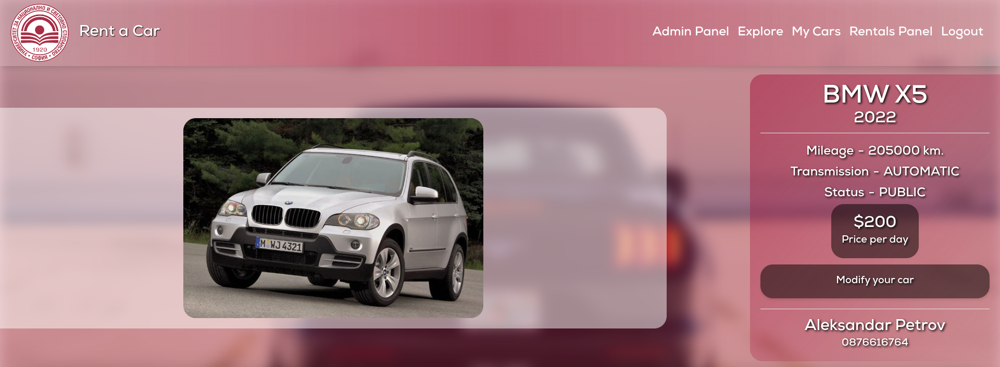 УНИВЕРСИТЕТ ЗА НАЦИОНАЛНО И СВЕТОВНО СТОПАНСТВО * СОФИЯ *
1920
Rent a Car
Admin Panel Explore My Cars Rentals Panel Logout
BMW X5
2022
Mileage - 205000 km.
Transmission - AUTOMATIC
Status - PUBLIC
$200
Price per day
M WJ 4321
Modify your car
Aleksandar Petrov
0876616764